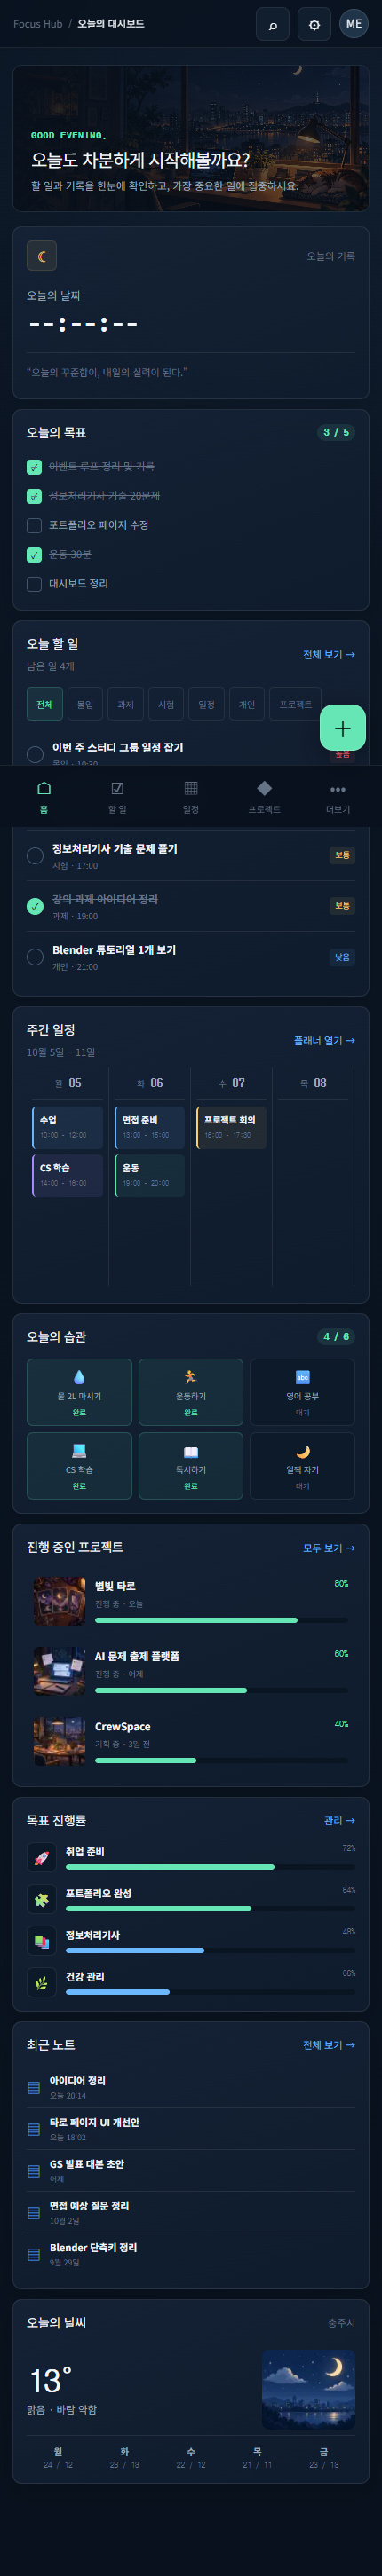 Focus Hub / 오늘의 대시보드
ME
GOOD EVENING.
오늘도 차분하게 시작해볼까요?
할 일과 기록을 한눈에 확인하고, 가장 중요한 일에 집중하세요.
오늘의 기록
오늘의 날짜
--:--:--
“오늘의 꾸준함이, 내일의 실력이 된다.”
오늘의 목표
3 / 5
이벤트 루프 정리 및 기록
정보처리기사 기출 20문제
포트폴리오 페이지 수정
운동 30분
대시보드 정리
오늘 할 일
전체 보기 →
남은 일 4개
전체 몰입 과제 시험 일정 개인 프로젝트
이번 주 스터디 그룹 일정 잡기
높음
몰입 · 10:30
홈 할 일 일정 프로젝트 더보기
정보처리기사 기출 문제 풀기
보통
시험 · 17:00
강의 과제 아이디어 정리
보통
과제 · 19:00
Blender 튜토리얼 1개 보기
낮음
개인 · 21:00
주간 일정
플래너 열기 →
10월 5일 – 11일
월 05 화 06 수 07 목 08
수업
10:00 - 12:00
면접 준비
13:00 - 15:00
프로젝트 회의
16:00 - 17:30
CS 학습
14:00 - 16:00
운동
19:00 - 20:00
오늘의 습관
4 / 6
물 2L 마시기
완료
운동하기
완료
abc
영어 공부
대기
CS 학습
완료
독서하기
완료
일찍 자기
대기
진행 중인 프로젝트
모두 보기 →
별빛 타로
80%
진행 중 · 오늘
AI 문제 출제 플랫폼
60%
진행 중 · 어제
CrewSpace
40%
기획 중 · 3일 전
목표 진행률
관리 →
취업 준비
72%
포트폴리오 완성
64%
정보처리기사
48%
건강 관리
36%
최근 노트
전체 보기 →
아이디어 정리
오늘 20:14
타로 페이지 UI 개선안
오늘 18:02
GS 발표 대본 초안
어제
면접 예상 질문 정리
10월 2일
Blender 단축키 정리
9월 29일
오늘의 날씨
충주시
13°
맑음 · 바람 약함
월 화 수 목 금
24 / 12 23 / 13 22 / 12 21 / 11 23 / 13